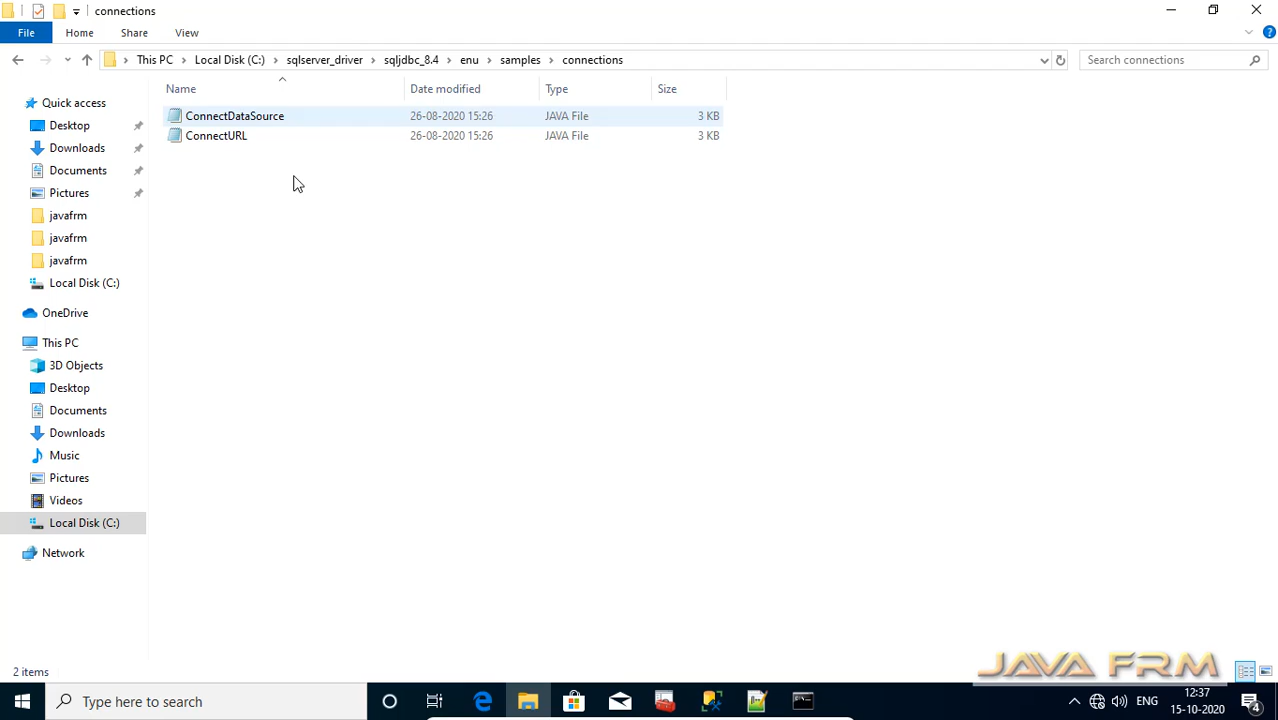 connections
File Home Share View
This PC Local Disk (C:) sqlserver_driver sqljdbc_8.4 enu samples connections Search connections
Name Date modified Type Size
ConnectDataSource 26-08-2020 15:26 JAVA File 3 KB
ConnectURL 26-08-2020 15:26 JAVA File 3 KB
Quick access
Desktop
Downloads
Documents
Pictures
javafrm
javafrm
javafrm
Local Disk (C:)
OneDrive
This PC
3D Objects
Desktop
Documents
Downloads
Music
Pictures
Videos
Local Disk (C:)
Network
2 items
JAVA FRM
Type here to search
ENG
12:37
15-10-2020
4